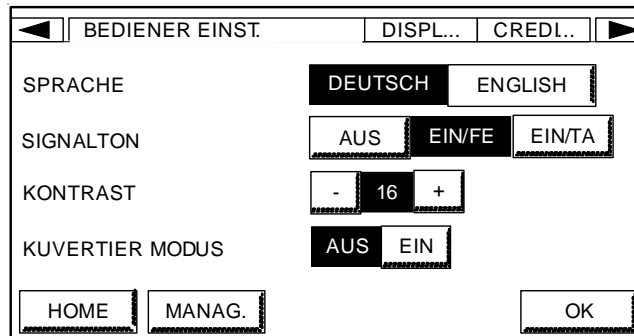 BEDIENER EINST. DISPL... CREDI...
SPRACHE DEUTSCH ENGLISH
SIGNALTON AUS EIN/FE EIN/TA
KONTRAST - 16 +
KUVERTIER MODUS AUS EIN
HOME MANAG. OK